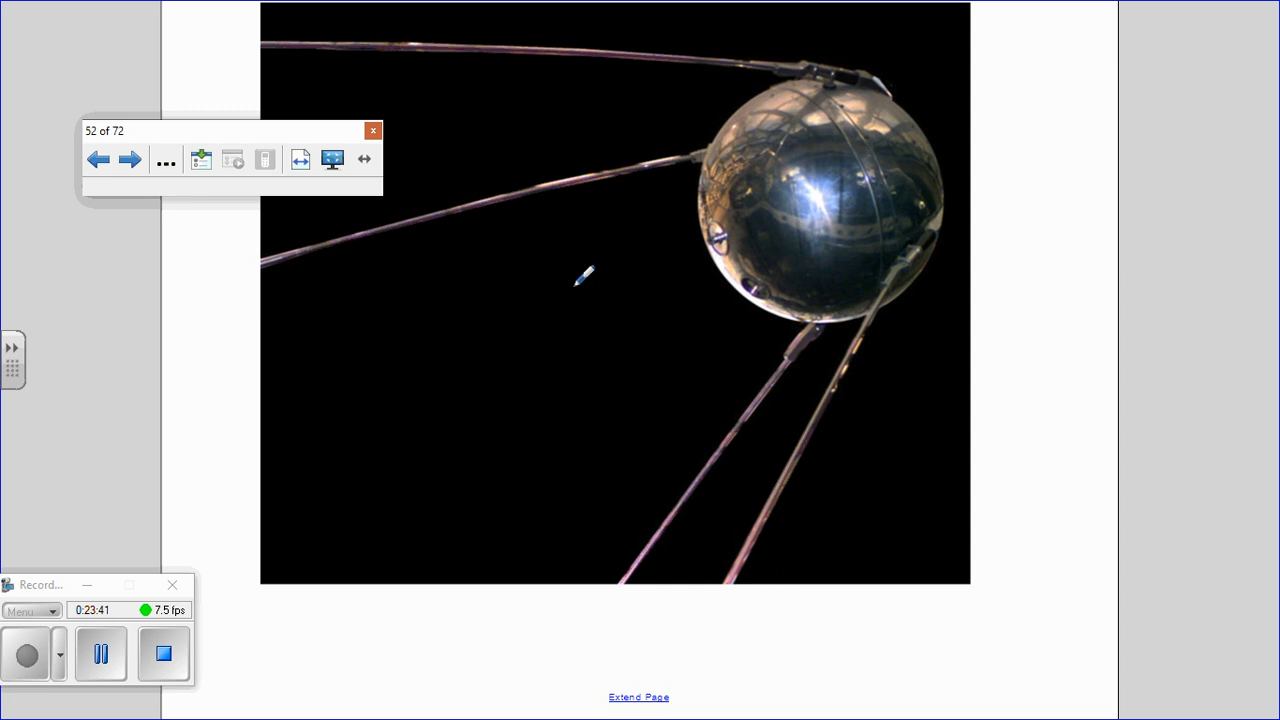 52 of 72
Record...
Menu
0:23:41
7.5 fps
Extend Page